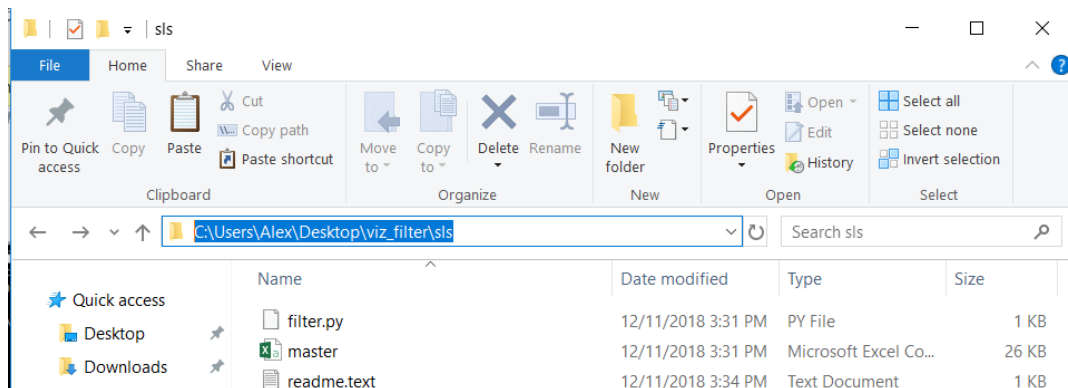 sls
File Home Share View
Pin to Quick access
Copy
Paste
Cut
Copy path
Paste shortcut
Move to
Copy to
Delete
Rename
New folder
Properties
Open
Edit
History
Select all
Select none
Invert selection
Clipboard Organize New Open Select
C:\Users\Alex\Desktop\viz_filter\sls Search sls
Name Date modified Type Size
Quick access
Desktop
Downloads
filter.py 12/11/2018 3:31 PM PY File 1 KB
master 12/11/2018 3:31 PM Microsoft Excel Co... 26 KB
readme.text 12/11/2018 3:34 PM Text Document 1 KB